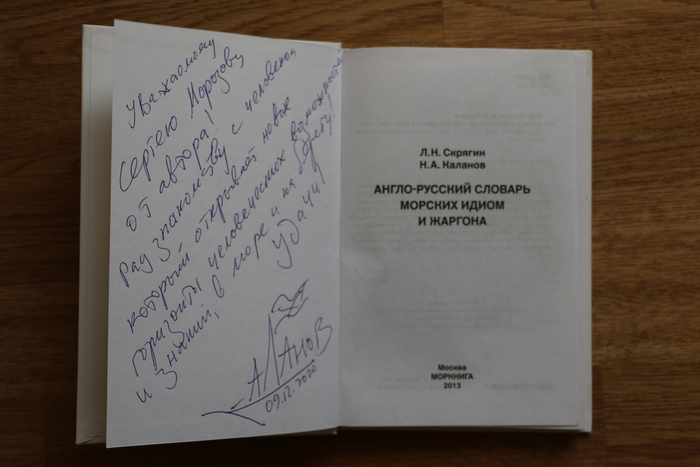 Уважаемому
Сергею Морозову
от автора!
Рад знакомству с человеком
который открывает новые
горизонты человеческих возможностей
и знаний, в море и на берегу.
Удачи!
КАЛАНОВ
09.12.2020
Л.Н. Скрягин
Н.А. Каланов
АНГЛО-РУССКИЙ СЛОВАРЬ
МОРСКИХ ИДИОМ
И ЖАРГОНА
Москва
МОРКНИГА
2013